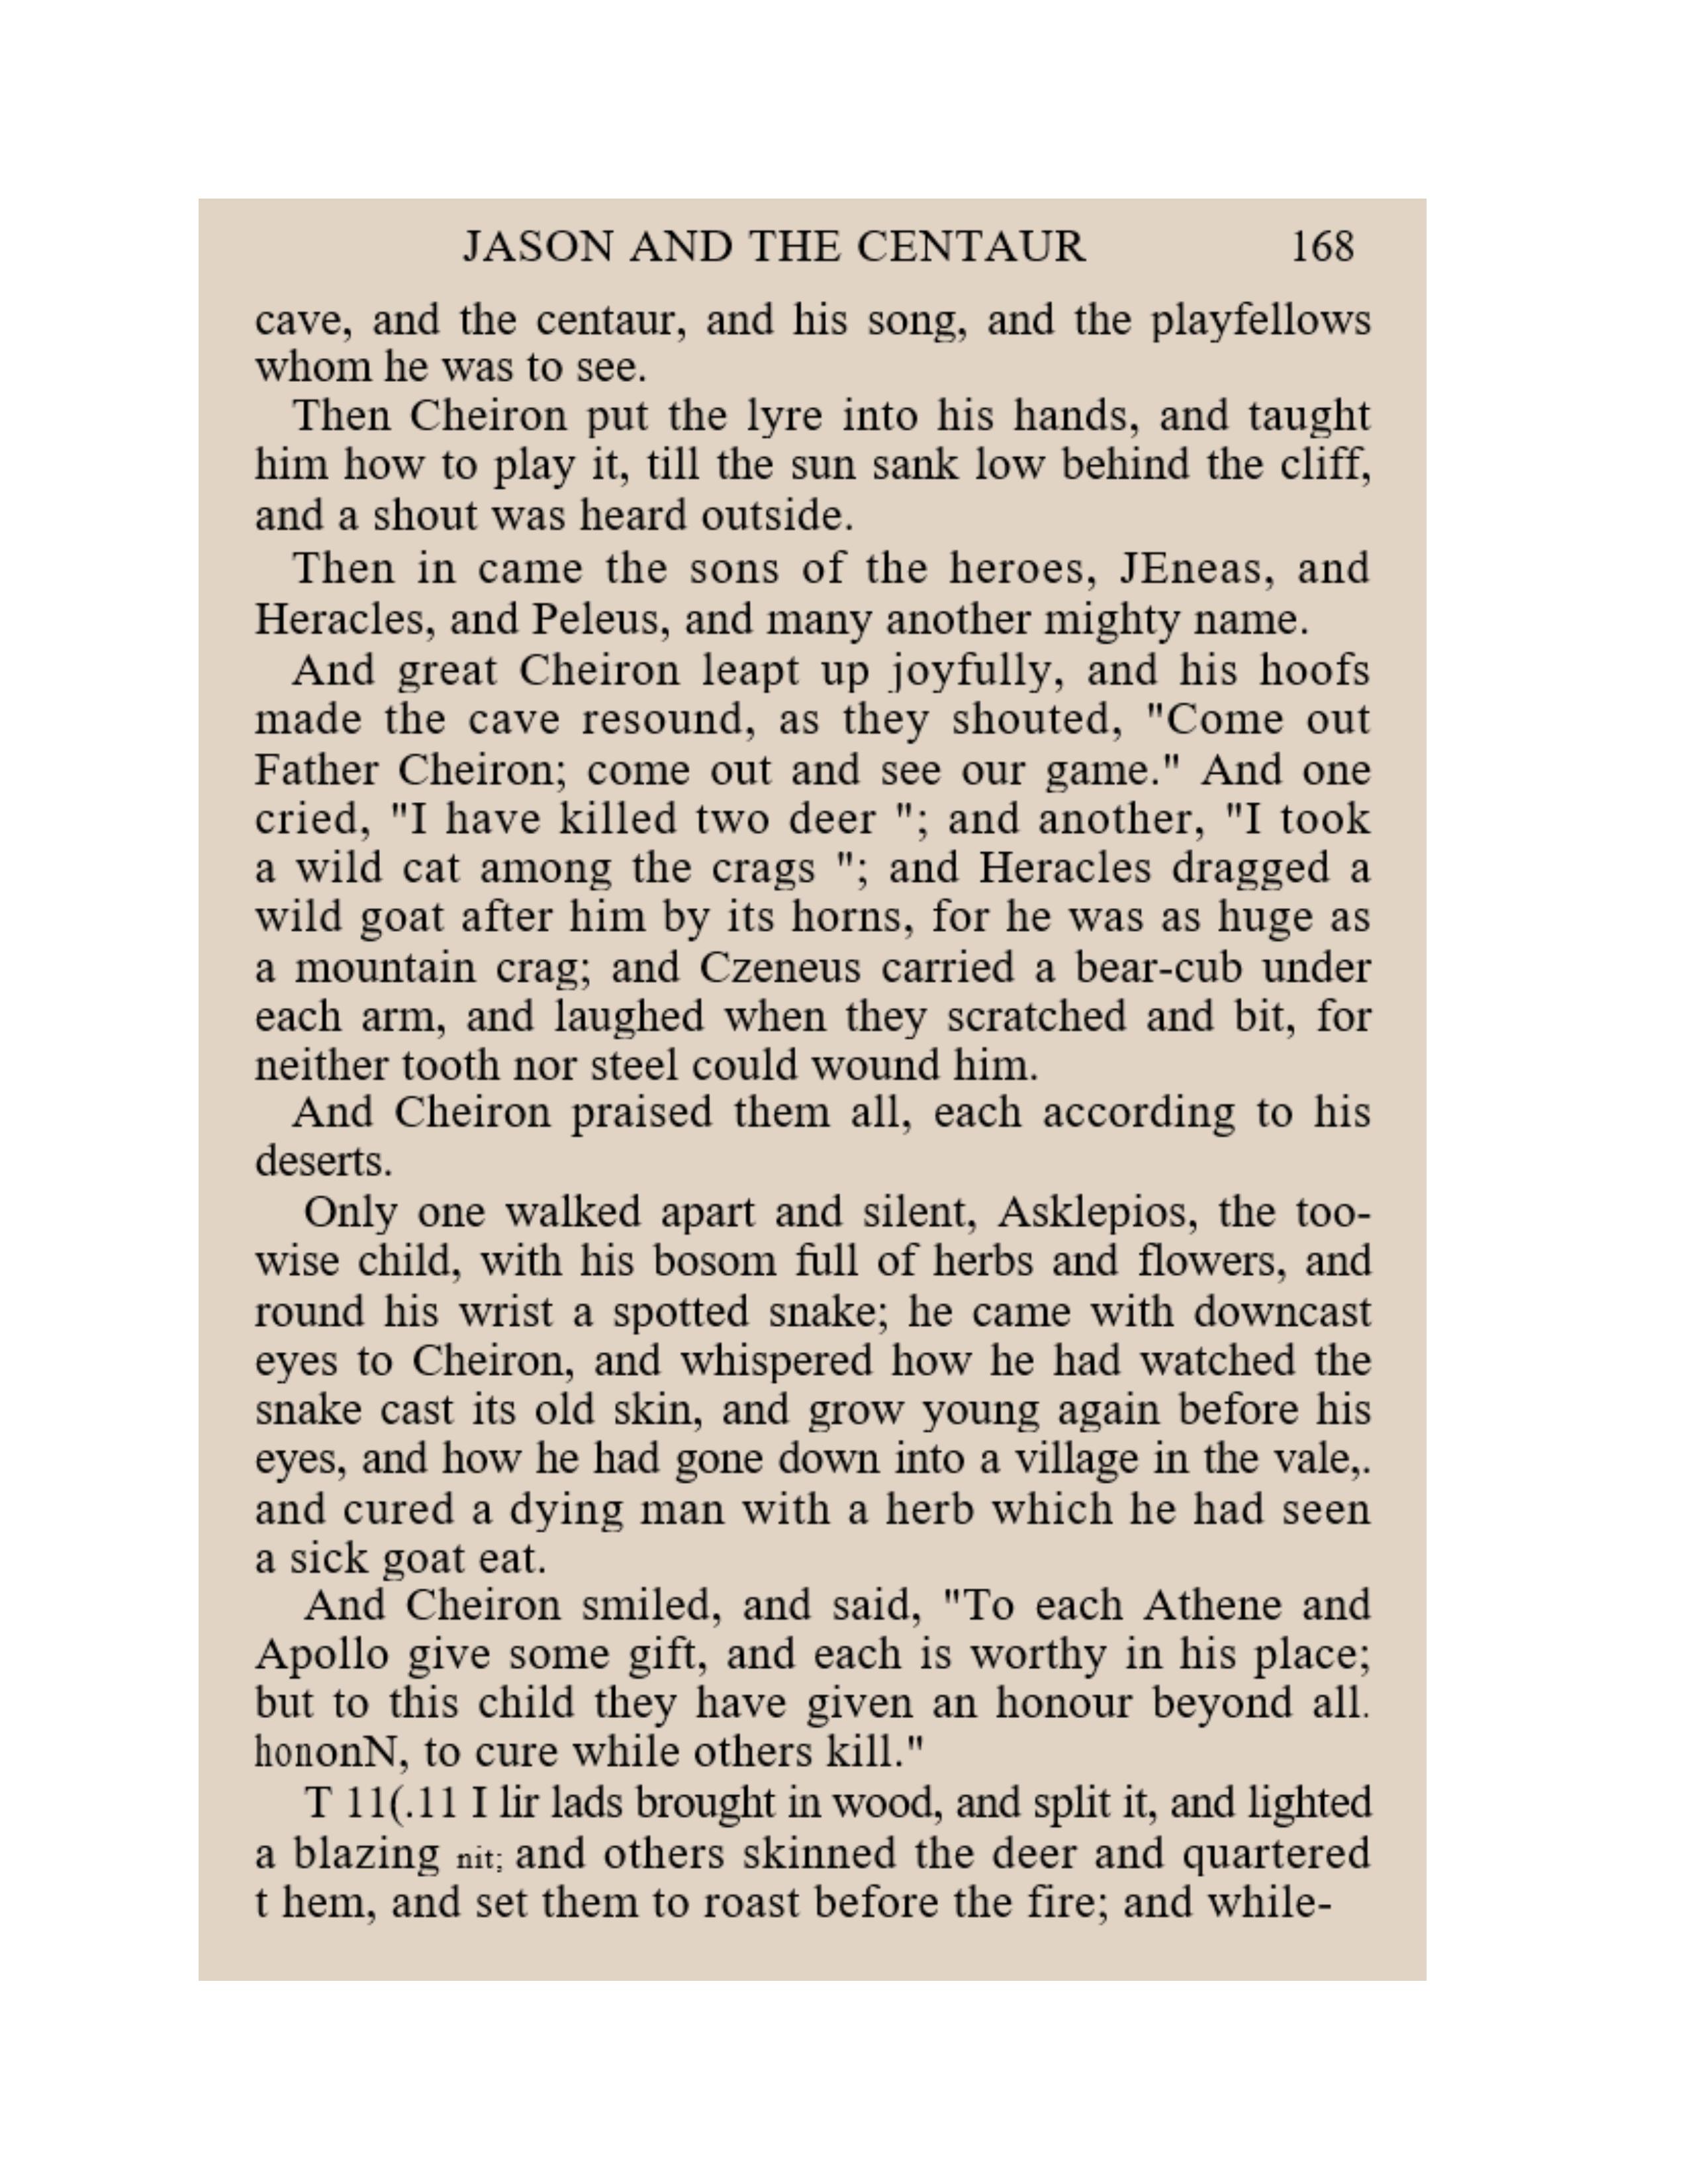 JASON AND THE CENTAUR 168
cave, and the centaur, and his song, and the playfellows
whom he was to see.
Then Cheiron put the lyre into his hands, and taught
him how to play it, till the sun sank low behind the cliff,
and a shout was heard outside.
Then in came the sons of the heroes, JEneas, and
Heracles, and Peleus, and many another mighty name.
And great Cheiron leapt up joyfully, and his hoofs
made the cave resound, as they shouted, "Come out
Father Cheiron; come out and see our game." And one
cried, "I have killed two deer "; and another, "I took
a wild cat among the crags "; and Heracles dragged a
wild goat after him by its horns, for he was as huge as
a mountain crag; and Czeneus carried a bear-cub under
each arm, and laughed when they scratched and bit, for
neither tooth nor steel could wound him.
And Cheiron praised them all, each according to his
deserts.
Only one walked apart and silent, Asklepios, the too-
wise child, with his bosom full of herbs and flowers, and
round his wrist a spotted snake; he came with downcast
eyes to Cheiron, and whispered how he had watched the
snake cast its old skin, and grow young again before his
eyes, and how he had gone down into a village in the vale,.
and cured a dying man with a herb which he had seen
a sick goat eat.
And Cheiron smiled, and said, "To each Athene and
Apollo give some gift, and each is worthy in his place;
but to this child they have given an honour beyond all.
hononN, to cure while others kill."
T 11(.11 I lir lads brought in wood, and split it, and lighted
a blazing nit; and others skinned the deer and quartered
t hem, and set them to roast before the fire; and while-